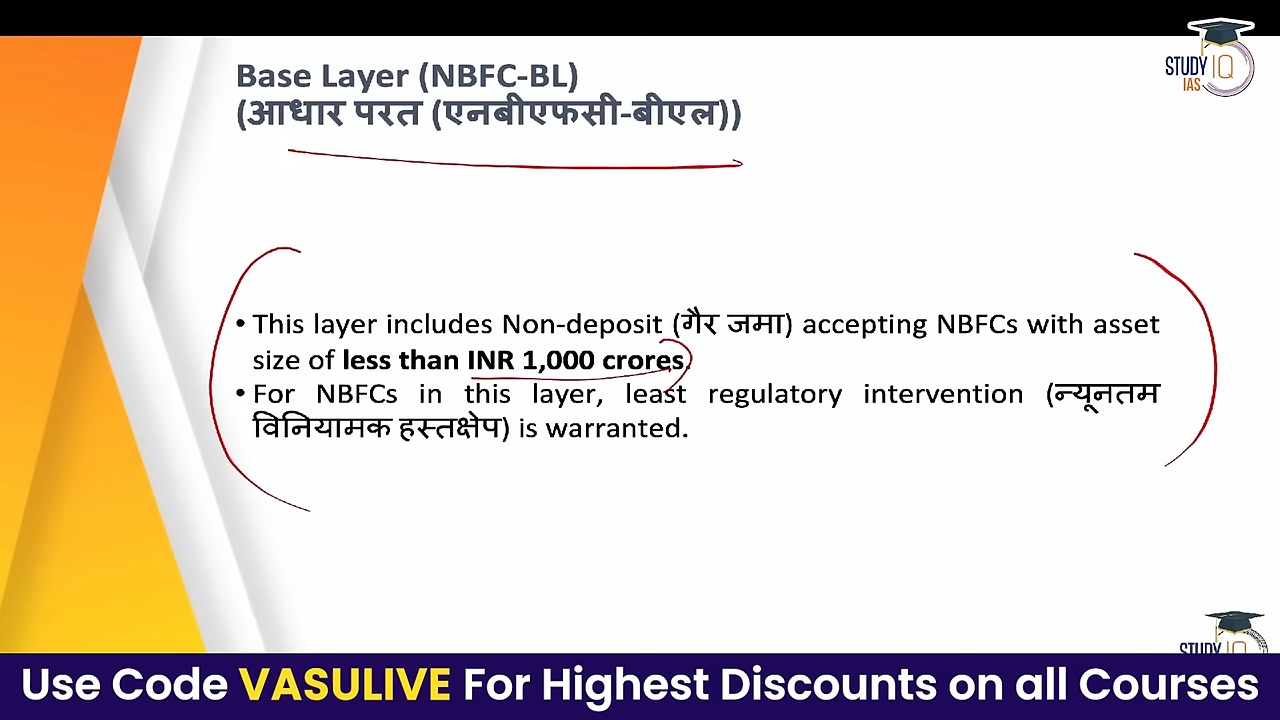 STUDY IQ
IAS
Base Layer (NBFC-BL)
(आधार परत (एनबीएफसी-बीएल))
• This layer includes Non-deposit (गैर जमा) accepting NBFCs with asset
size of less than INR 1,000 crores.
• For NBFCs in this layer, least regulatory intervention (न्यूनतम
विनियामक हस्तक्षेप) is warranted.
STUDY IQ
Use Code VASULIVE For Highest Discounts on all Courses